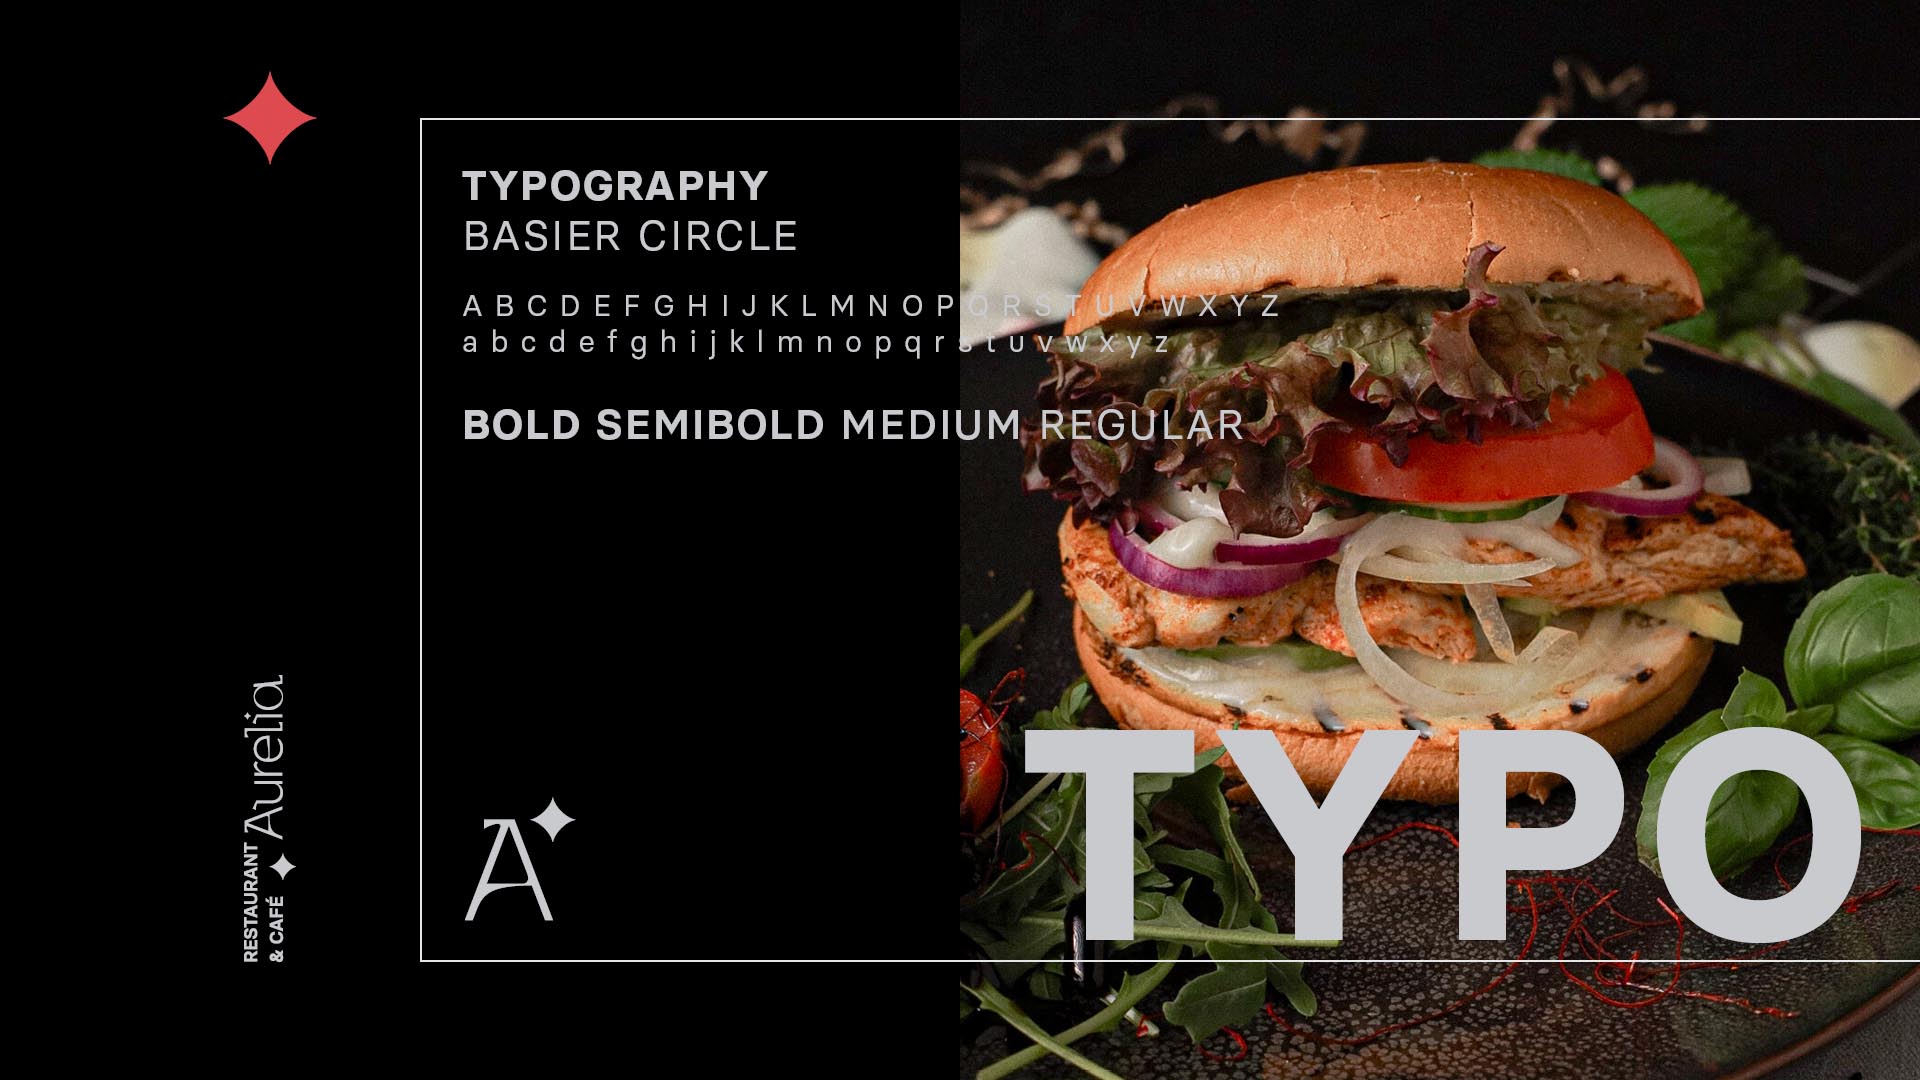 TYPOGRAPHY
BASIER CIRCLE
A B C D E F G H I J K L M N O P Q R S T U V W X Y Z
a b c d e f g h i j k l m n o p q r s t u v w x y z
BOLD SEMIBOLD MEDIUM REGULAR
RESTAURANT
& CAFÉ
Aurelia
A
TYPO